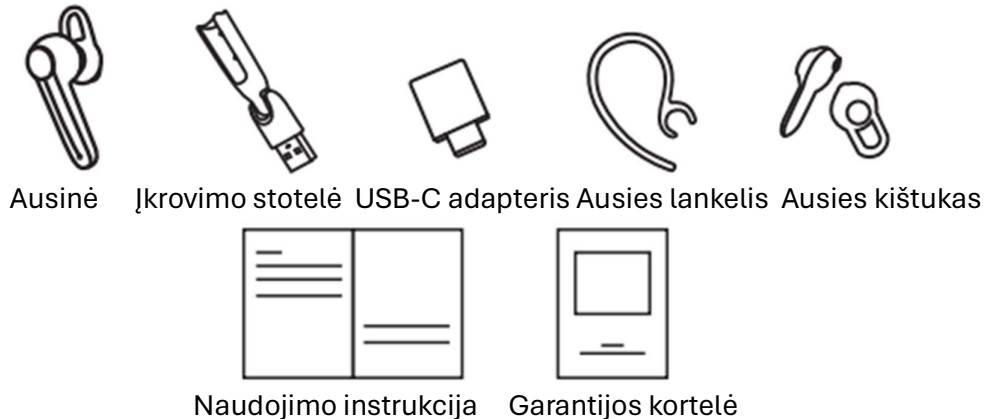 Ausinė Įkrovimo stotelė USB-C adapteris Ausies lankelis Ausies kištukas
Naudojimo instrukcija Garantijos kortelė